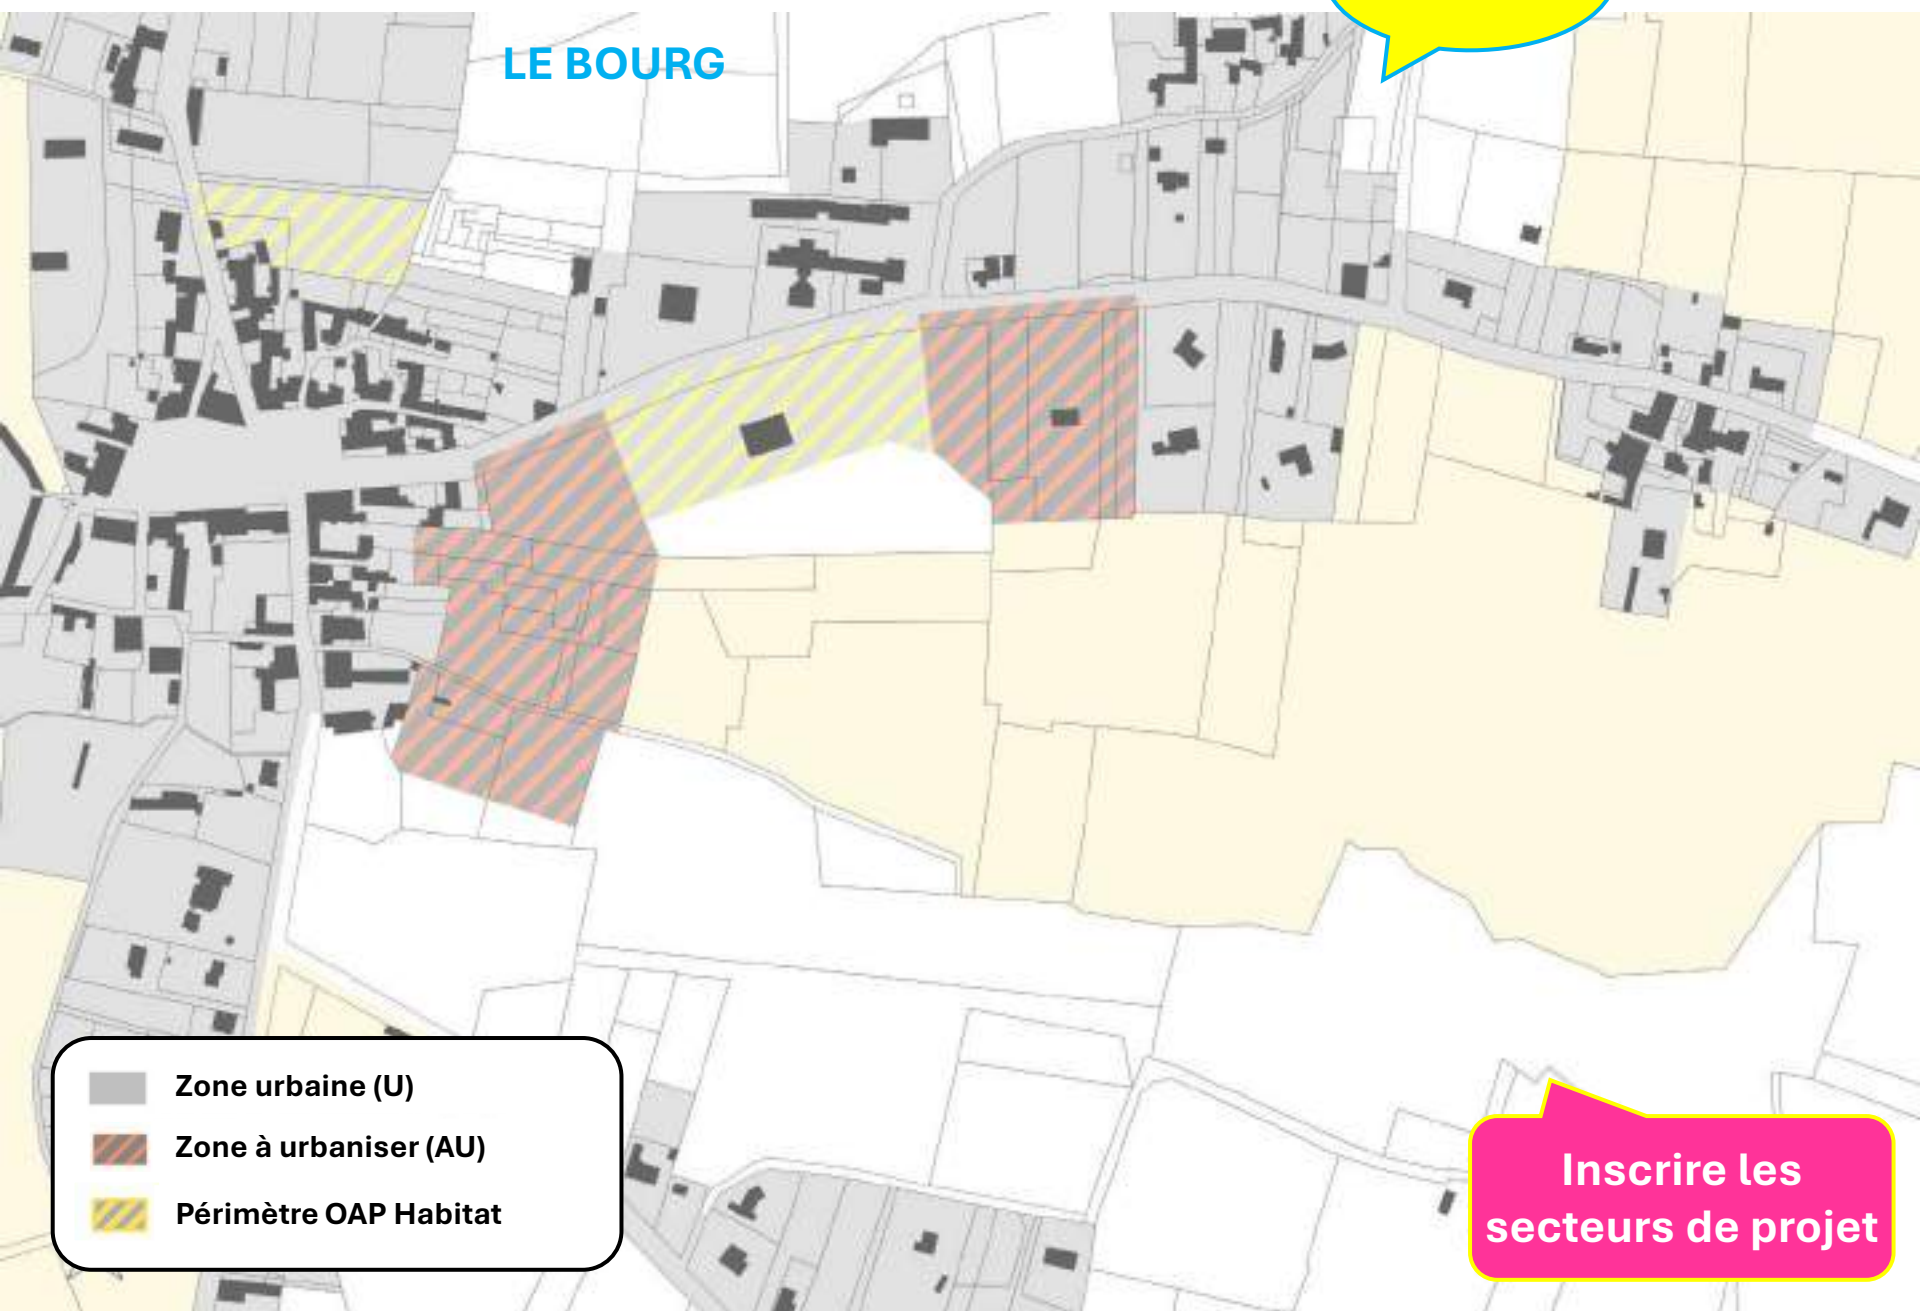 LE BOURG
Zone urbaine (U)
Zone à urbaniser (AU)
Périmètre OAP Habitat
Inscrire les
secteurs de projet